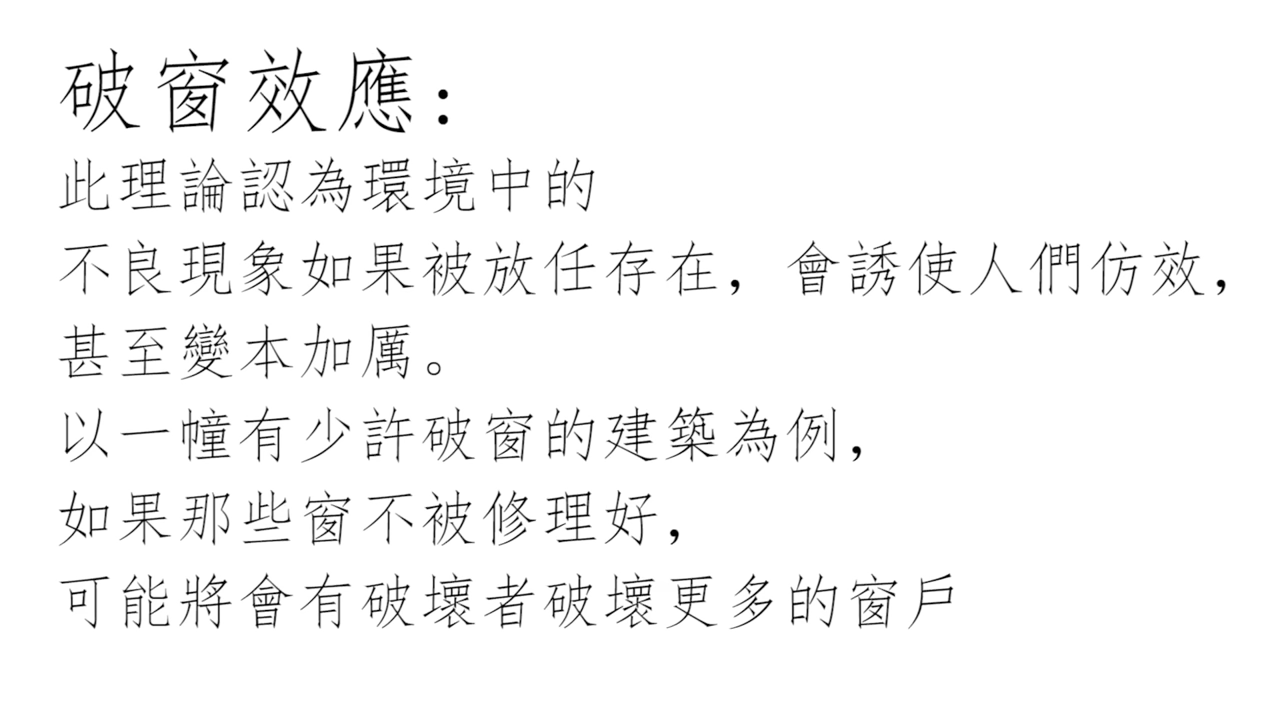 破窗效應：
此理論認為環境中的
不良現象如果被放任存在，會誘使人們仿效，
甚至變本加厲。
以一幢有少許破窗的建築為例，
如果那些窗不被修理好，
可能將會有破壞者破壞更多的窗戶